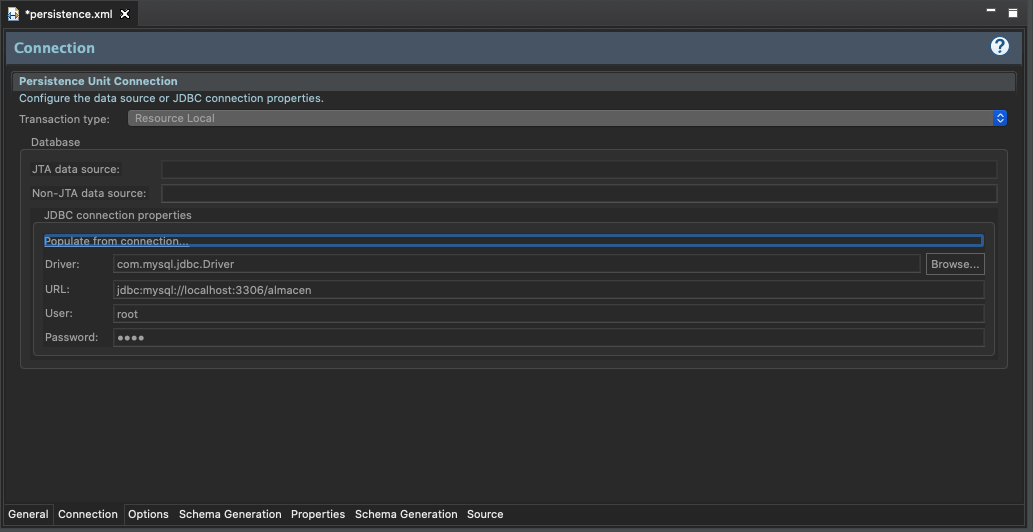 *persistence.xml
Connection
Persistence Unit Connection
Configure the data source or JDBC connection properties.
Transaction type: Resource Local
Database
JTA data source:
Non-JTA data source:
JDBC connection properties
Populate from connection...
Driver: com.mysql.jdbc.Driver Browse...
URL: jdbc:mysql://localhost:3306/almacen
User: root
Password: ●●●●
General Connection Options Schema Generation Properties Schema Generation Source